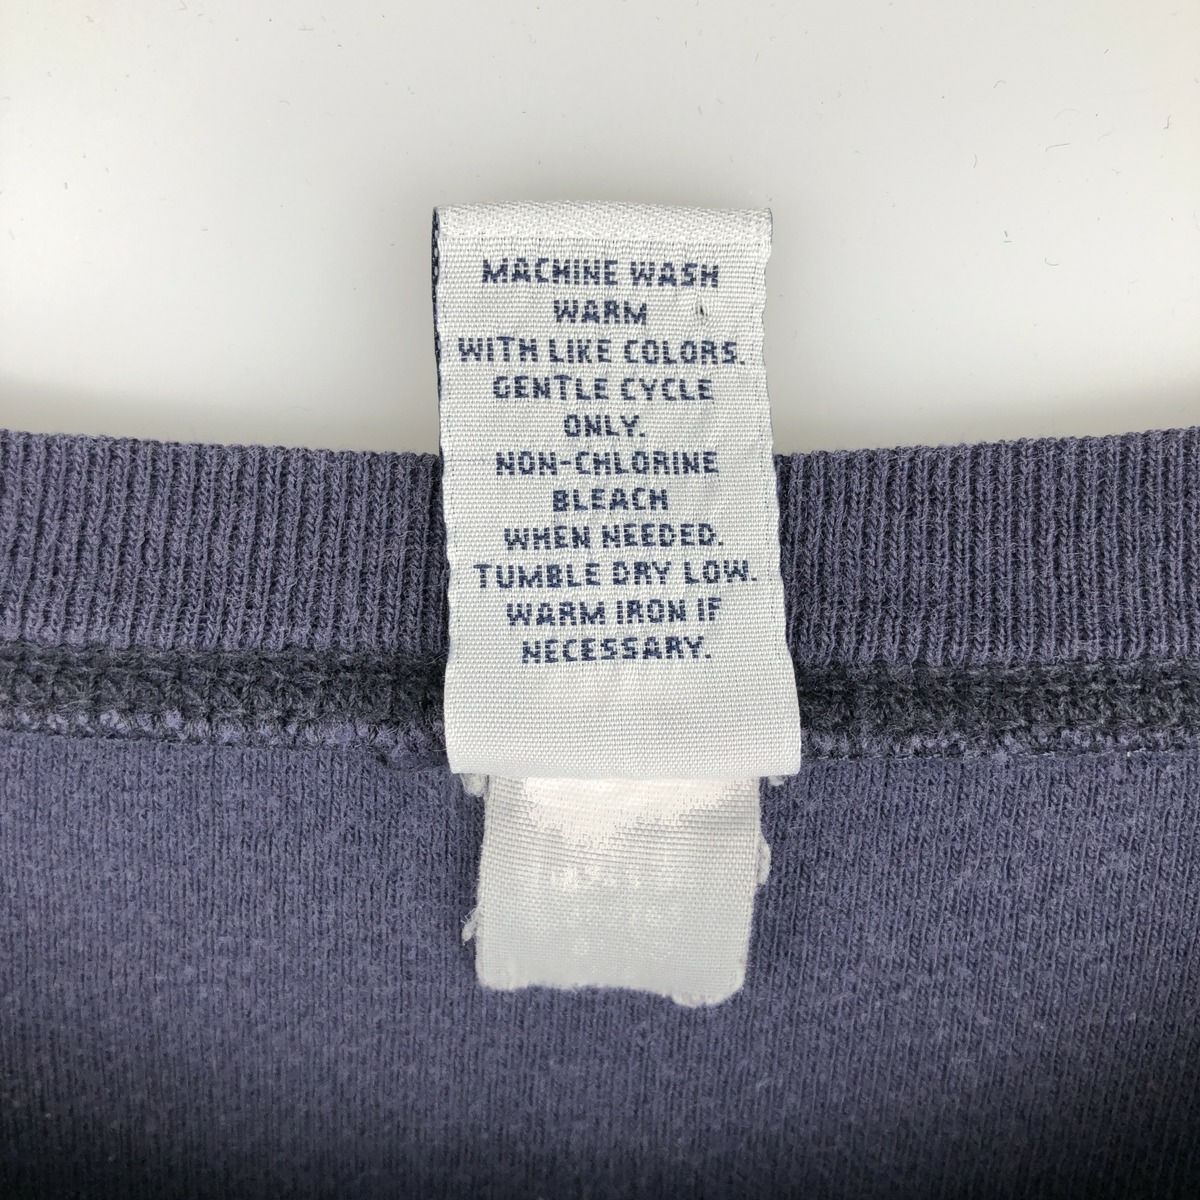 MACHINE WASH
WARM
WITH LIKE COLORS.
GENTLE CYCLE
ONLY.
NON-CHLORINE
BLEACH
WHEN NEEDED.
TUMBLE DRY LOW.
WARM IRON IF
NECESSARY.